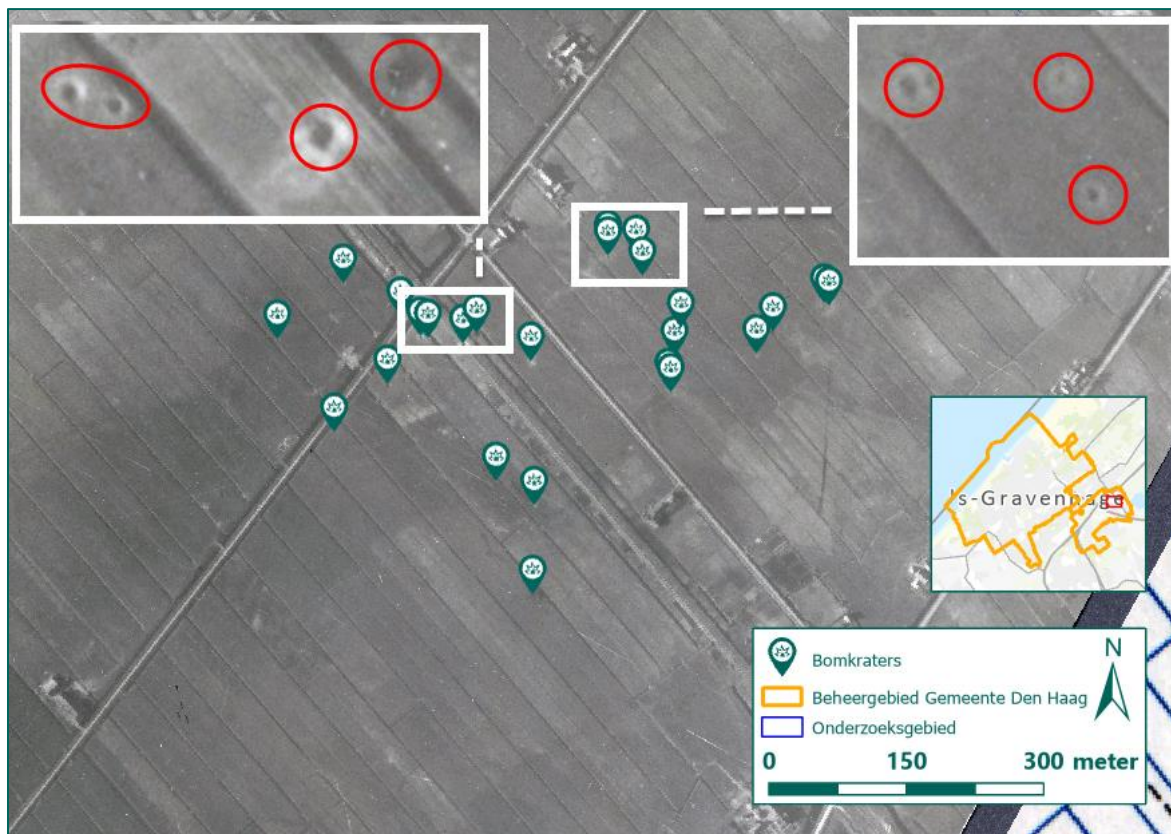 's-Gravenhage
Bomkraters
Beheergebied Gemeente Den Haag
Onderzoeksgebied
N
0 150 300 meter